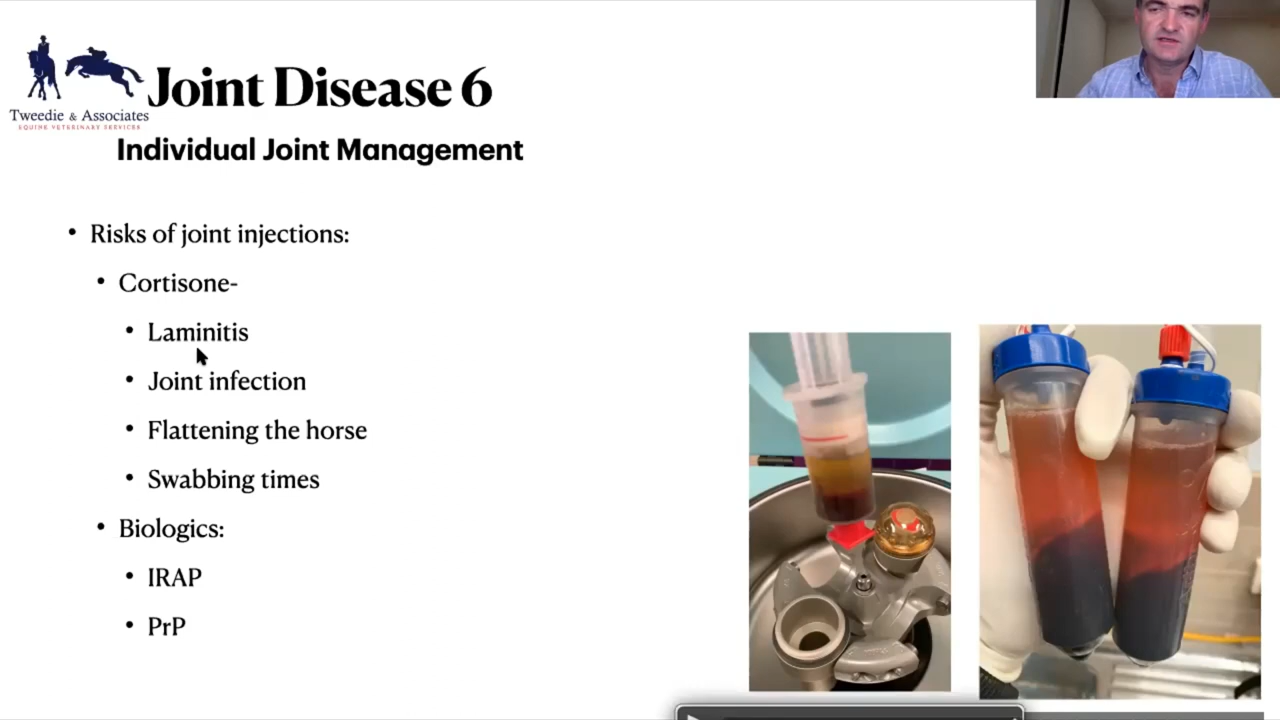 Joint Disease 6
Tweedie & Associates
EQUINE VETERINARY SERVICES
Individual Joint Management
• Risks of joint injections:
• Cortisone-
• Laminitis
• Joint infection
• Flattening the horse
• Swabbing times
• Biologics:
• IRAP
• PrP